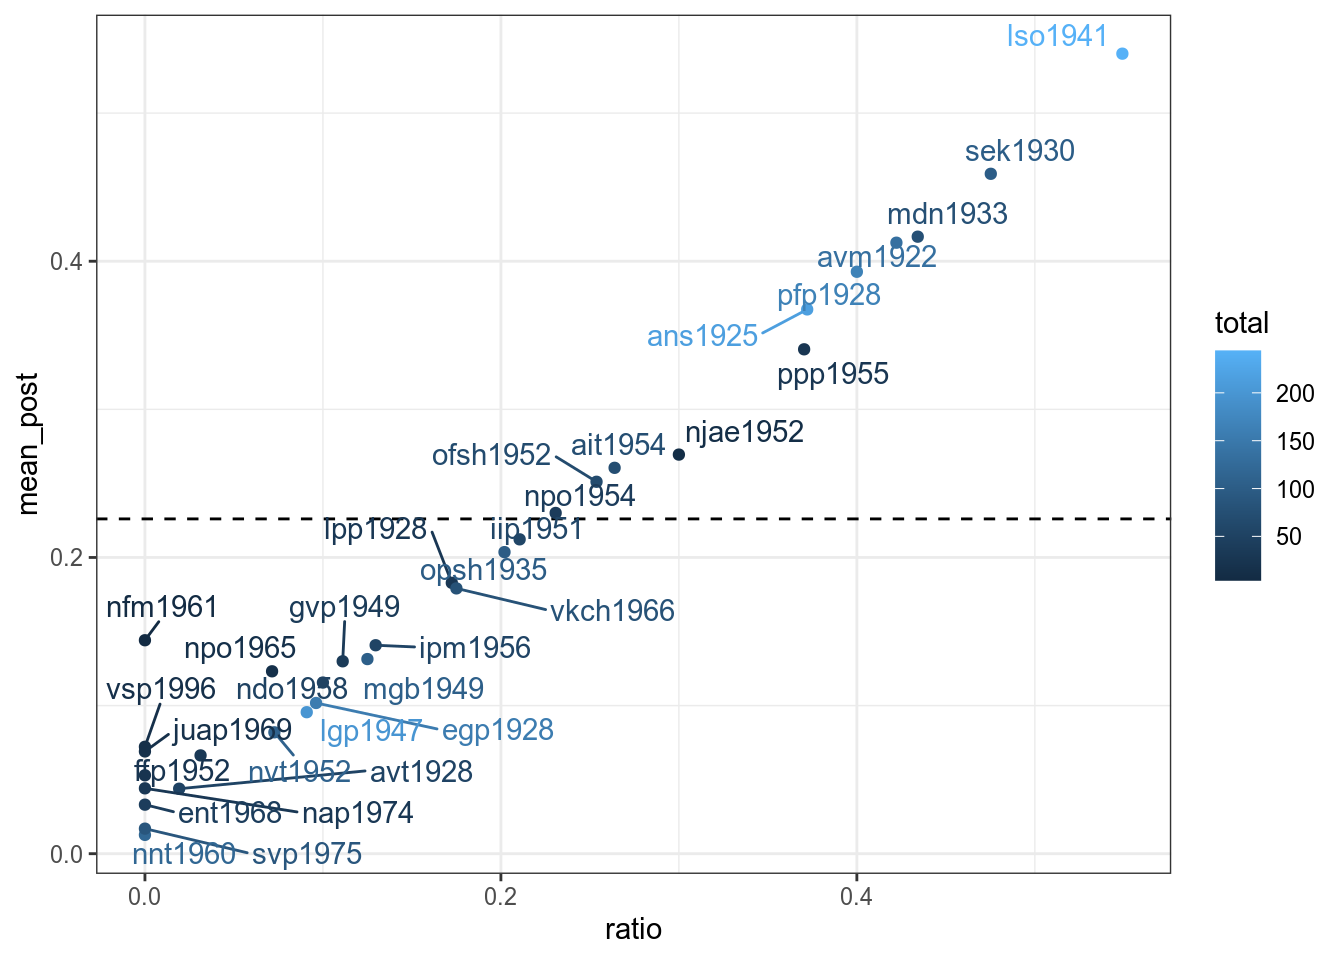 lso1941
sek1930
mdn1933
avm1922
pfp1928
ans1925
ppp1955
njae1952
ait1954
ofsh1952
npo1954
lpp1928
iip1951
opsh1935
vkch1966
nfm1961
gvp1949
npo1965
ipm1956
vsp1996
ndo1958
mgb1949
juap1969
lgp1947
egp1928
ffp1952
nvt1952
avt1928
ent1968
nap1974
nnt1960
svp1975
0.4
0.2
0.0
mean_post
0.0
0.2
0.4
ratio
total
200
150
100
50